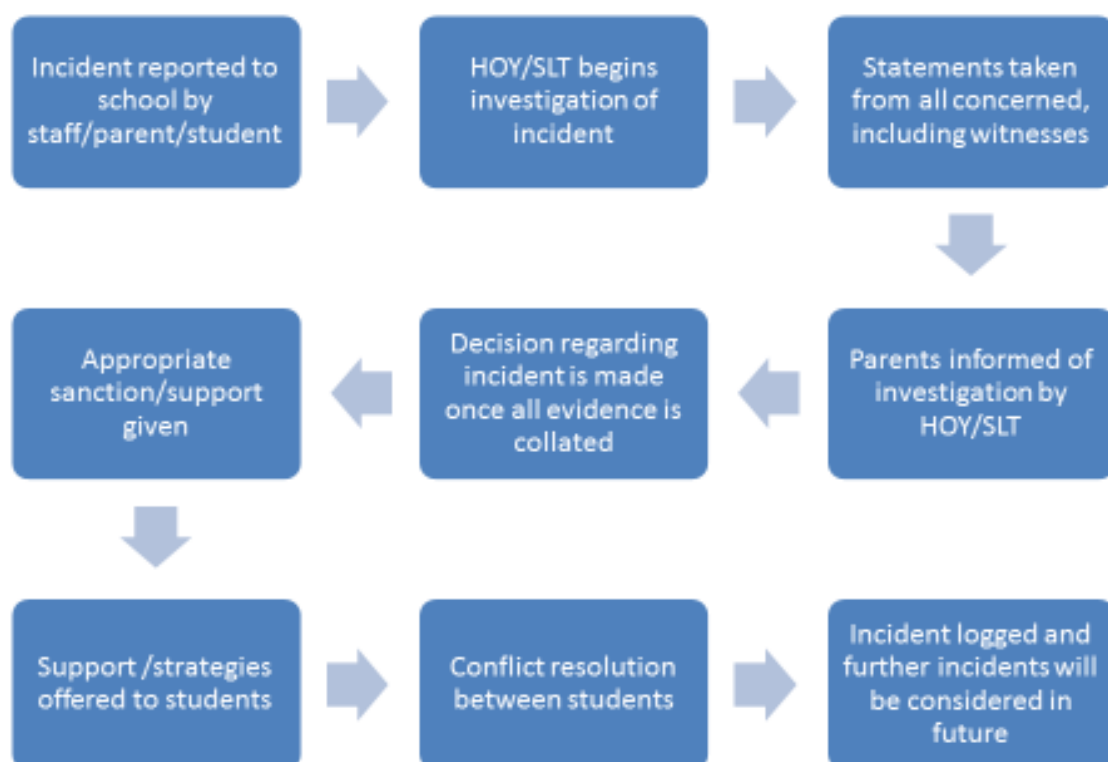 Incident reported to
school by
staff/parent/student
HOY/SLT begins
investigation of
incident
Statements taken
from all concerned,
including witnesses
Parents informed of
investigation by
HOY/SLT
Decision regarding
incident is made
once all evidence is
collated
Appropriate
sanction/support
given
Support /strategies
offered to students
Conflict resolution
between students
Incident logged and
further incidents will
be considered in
future